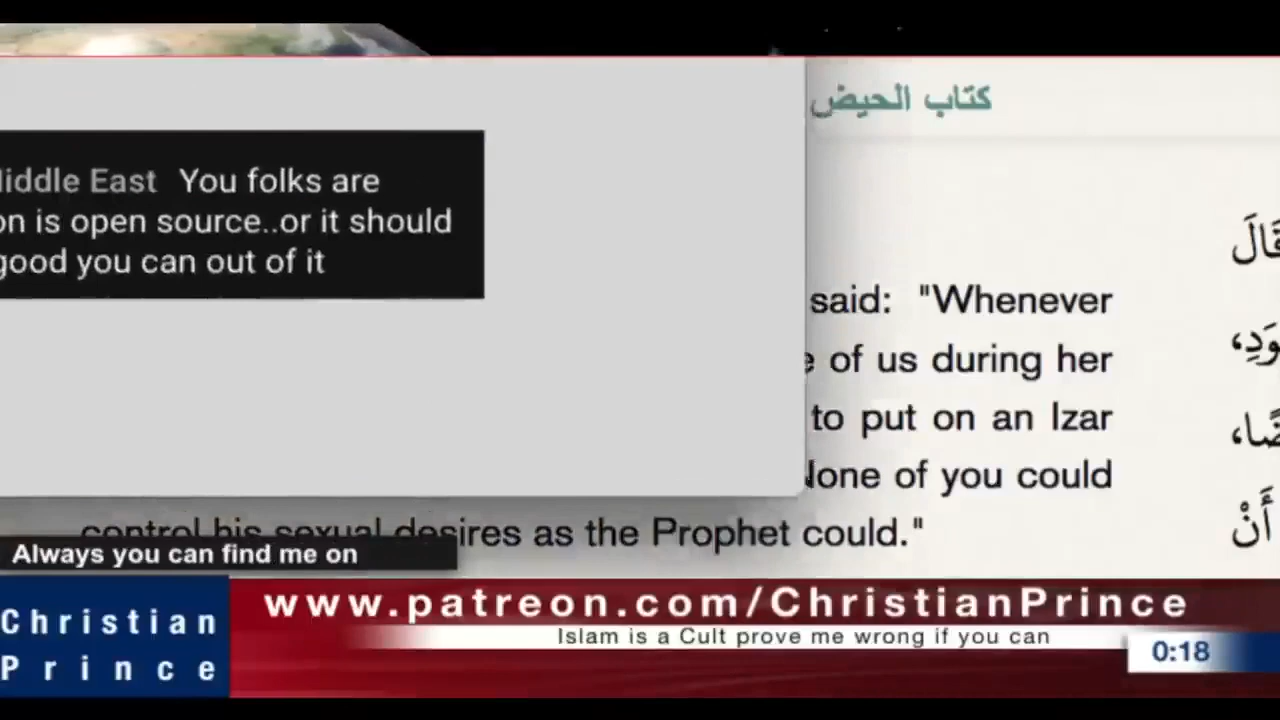 كتاب الحيض
Middle East You folks are
on is open source..or it should
good you can out of it
said: "Whenever
of us during her
to put on an Izar
None of you could
control his sexual desires as the Prophet could."
قَالَ
أَنْ
Always you can find me on
Christian
Prince
www.patreon.com/ChristianPrince
Islam is a Cult prove me wrong if you can
0:18